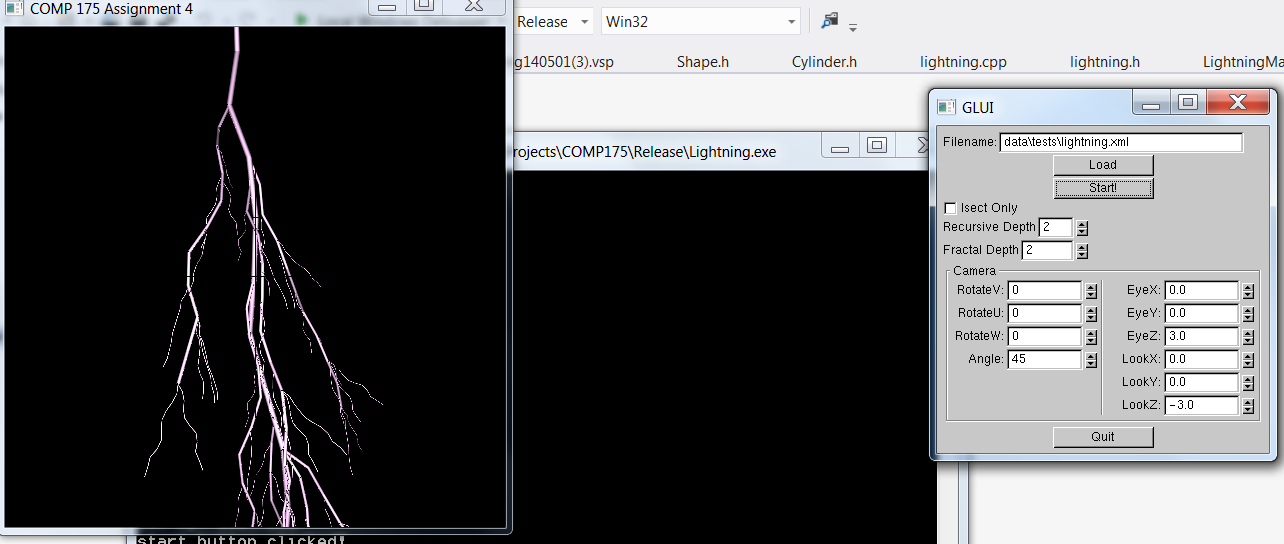 COMP 175 Assignment 4
Release Win32
g140501(3).vsp Shape.h Cylinder.h lightning.cpp lightning.h LightningMa
rojects\COMP175\Release\Lightning.exe
start button clicked!
GLUI
Filename: data\tests\lightning.xml
Load
Start!
Isect Only
Recursive Depth 2
Fractal Depth 2
Camera
RotateV: 0 EyeX: 0.0
RotateU: 0 EyeY: 0.0
RotateW: 0 EyeZ: 3.0
Angle: 45 LookX: 0.0
LookY: 0.0
LookZ: -3.0
Quit